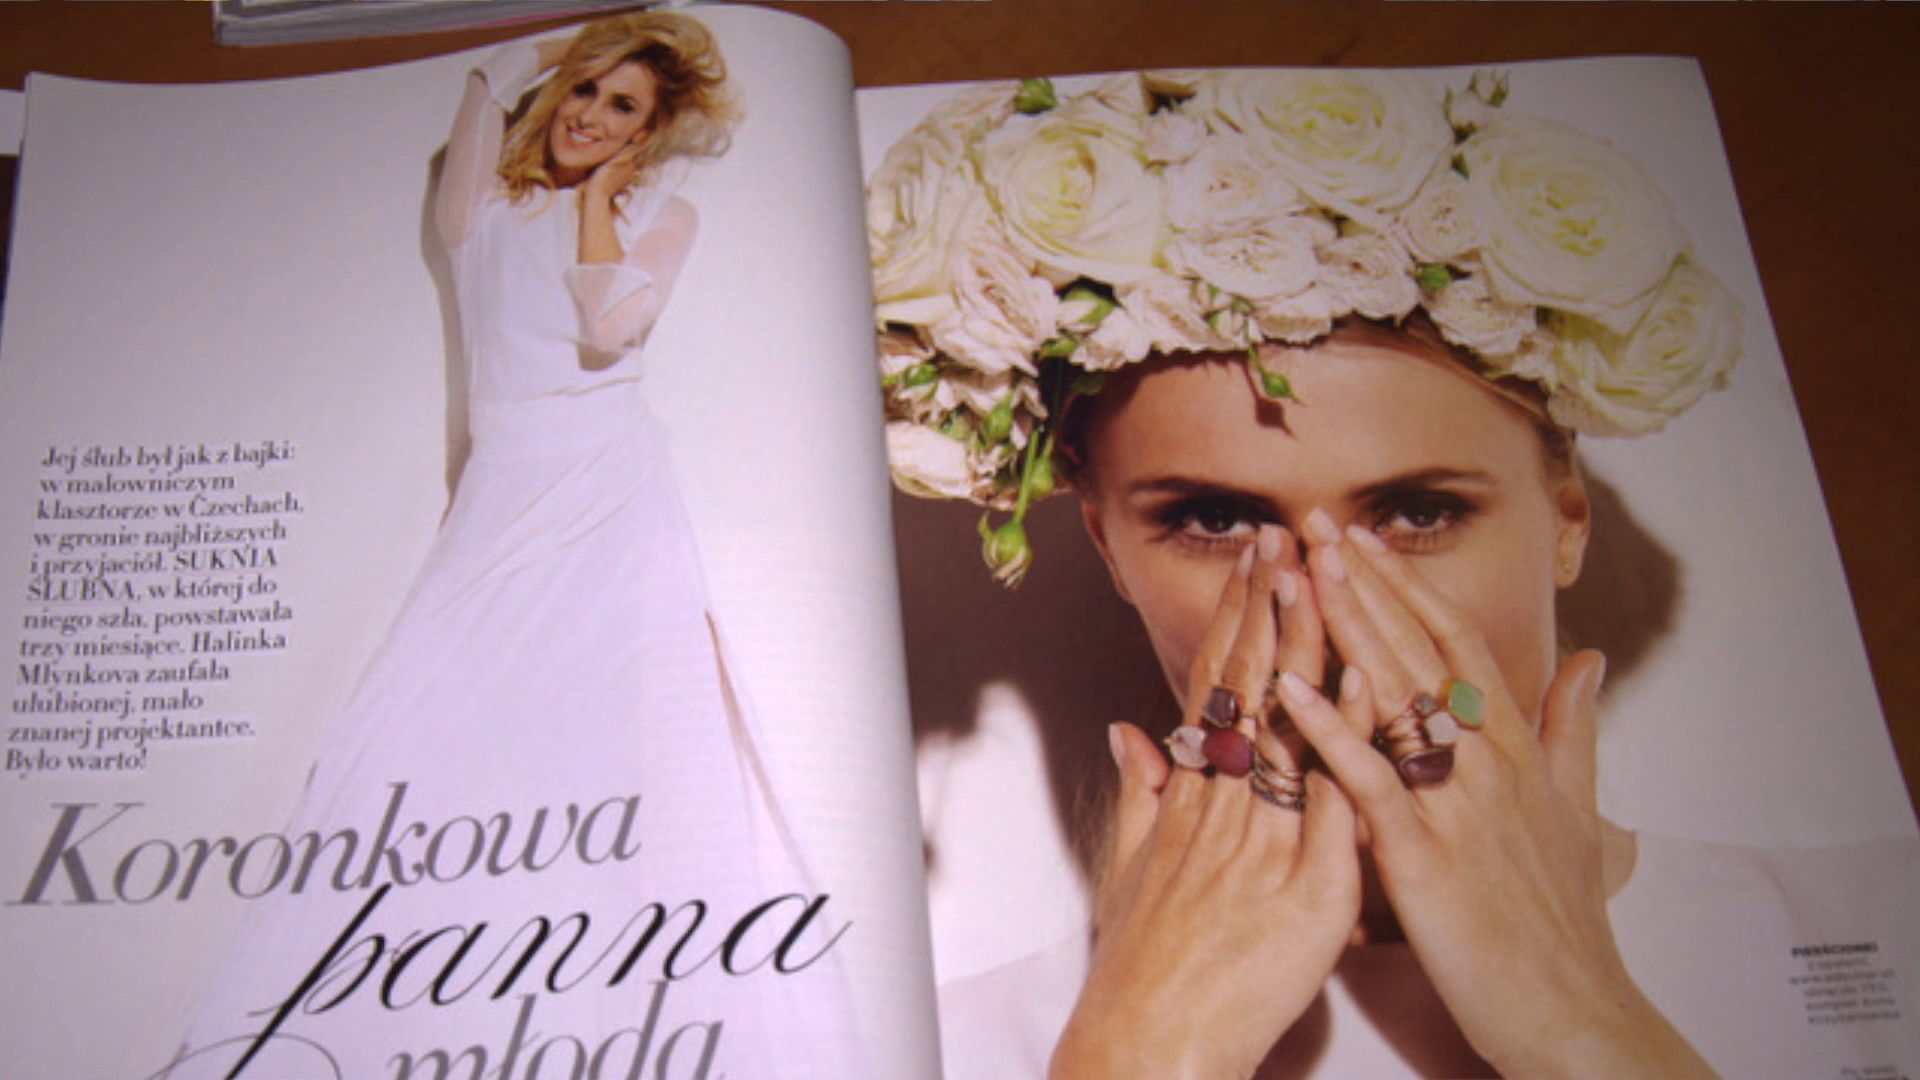 Jej ślub był jak z bajki:
w malowniczym
klasztorze w Czechach,
w gronie najbliższych
i przyjaciół. SUKNIA
ŚLUBNA, w której do
niego szła, powstawała
trzy miesiące. Halinka
Młynkova zaufała
ulubionej, mało
znanej projektantce.
Było warto!
Koronkowa
panna
młoda
PIERŚCIONKI